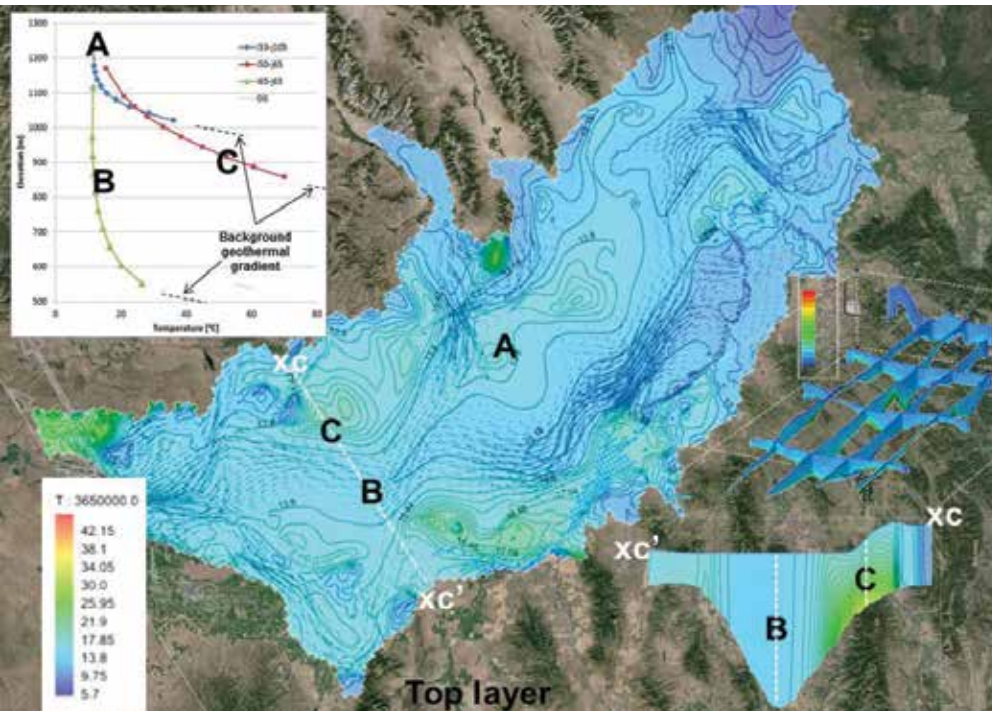 1300
1200
1100
1000
900
800
700
600
500
Elevation [m]
0
20
40
60
80
Temperature [°C]
A
B
C
Background
geothermal
gradient
A
XC
C
B
XC'
T : 3650000.0
42.15
38.1
34.05
30.0
25.95
21.9
17.85
13.8
9.75
5.7
XC'
XC
C
B
Top layer